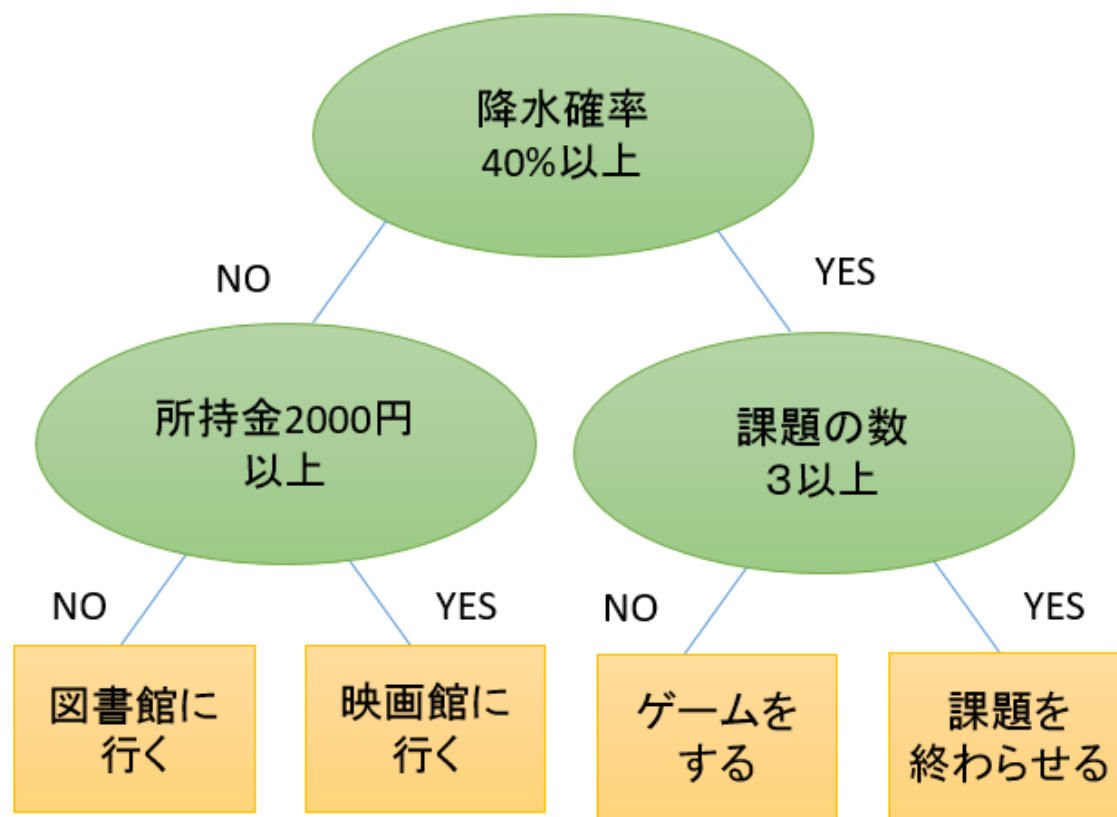 降水確率
40%以上
NO
YES
所持金2000円
以上
課題の数
３以上
NO
YES
NO
YES
図書館に
行く
映画館に
行く
ゲームを
する
課題を
終わらせる